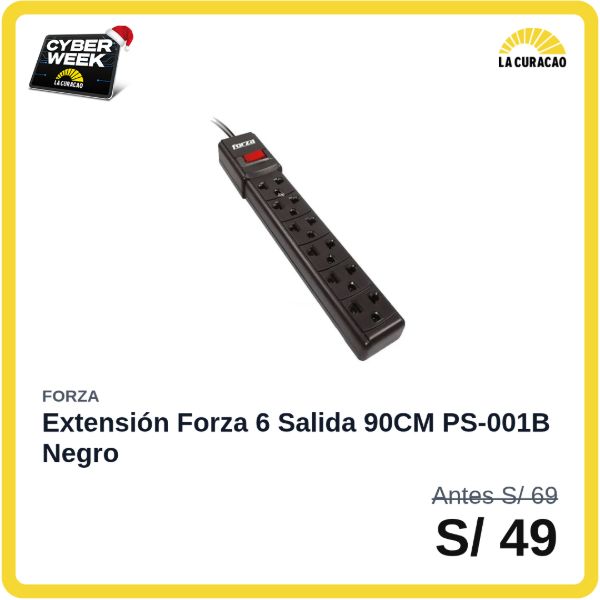 CYBER
WEEK
LA CURACAO
LA CURACAO
FORZA
FORZA
Extensión Forza 6 Salida 90CM PS-001B
Negro
Antes S/ 69
S/ 49